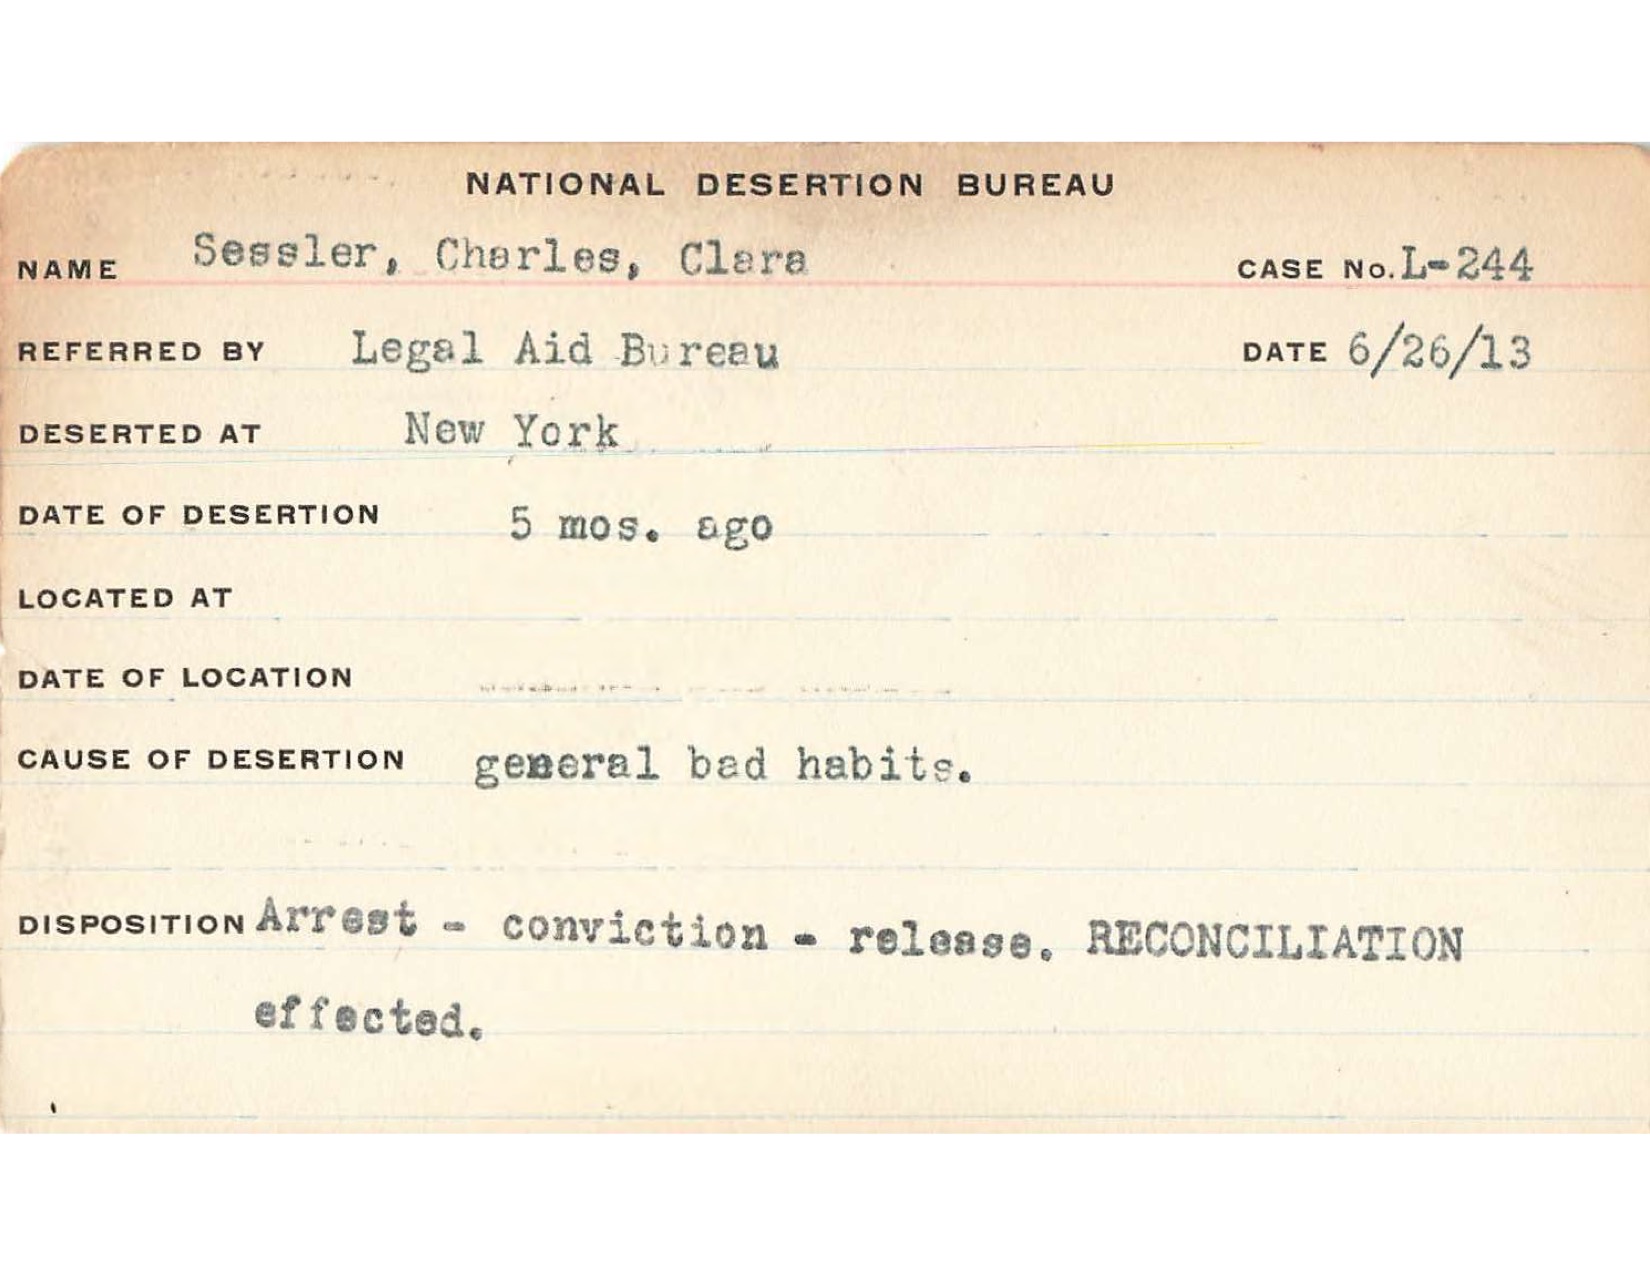 NATIONAL DESERTION BUREAU
NAME Sessler, Charles, Clara CASE No. L-244
REFERRED BY Legal Aid Bureau DATE 6/26/13
DESERTED AT New York
DATE OF DESERTION 5 mos. ago
LOCATED AT
DATE OF LOCATION
CAUSE OF DESERTION general bad habits.
DISPOSITION Arrest - conviction - release. RECONCILIATION
effected.